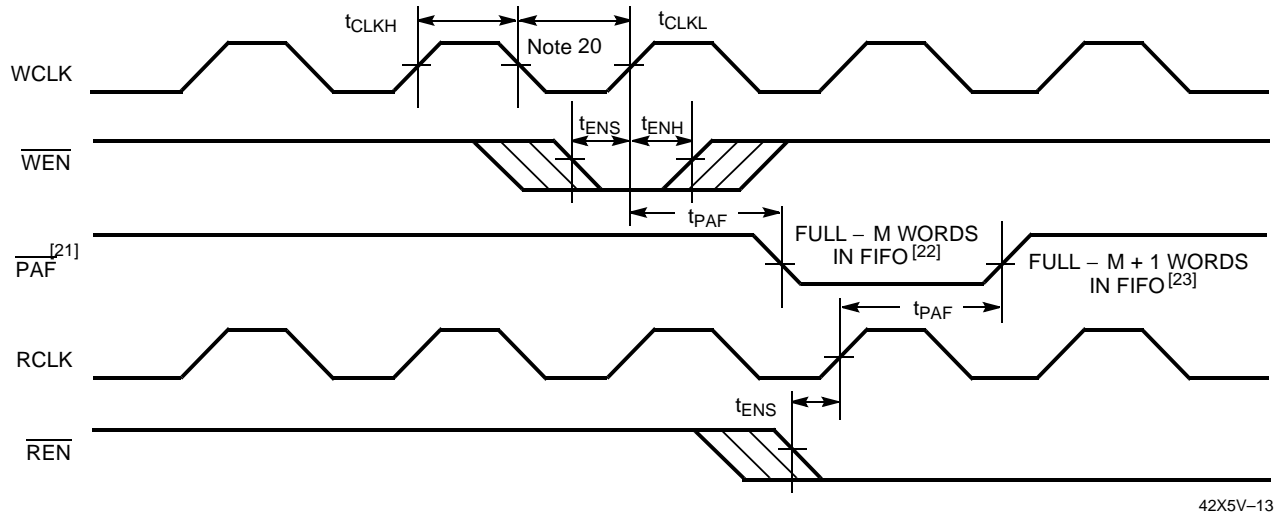 tCLKH
tCLKL
Note 20
WCLK
tENS
tENH
WEN
tPAF
PAF[21]
FULL – M WORDS
IN FIFO[22]
FULL – M + 1 WORDS
IN FIFO[23]
tPAF
RCLK
tENS
REN
42X5V–13